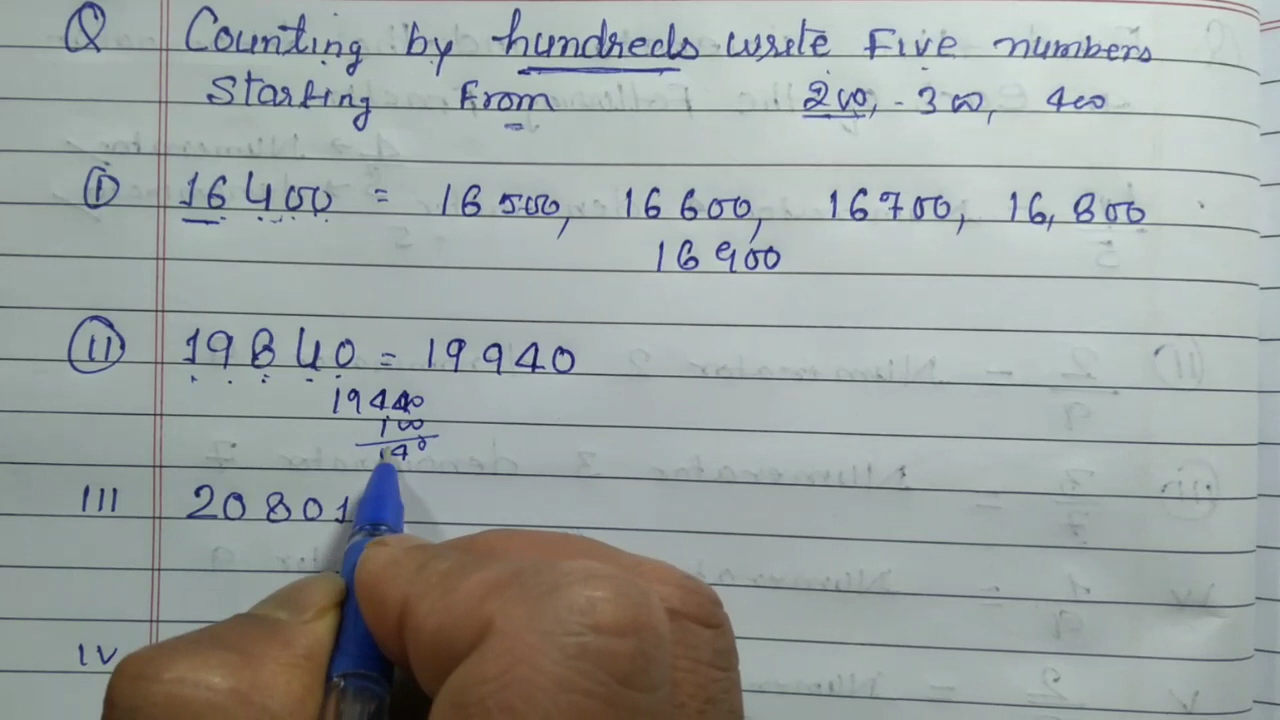 Q Counting by hundreds write Five numbers
Starting From 200, - 300, 400
I 16400 = 16500, 16600, 16700, 16,800
16900
II 19840 = 19940
19940
100
140
III 20801
IV